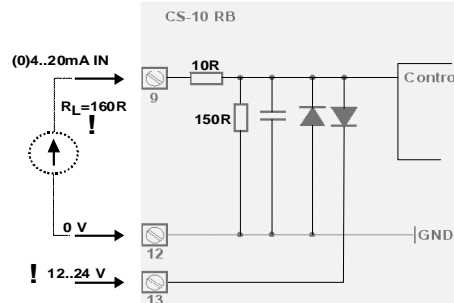 CS-10 RB
(0)4..20mA IN
10R
Contro
9
RL=160R
!
150R
0 V
GND
12
! 12..24 V
13